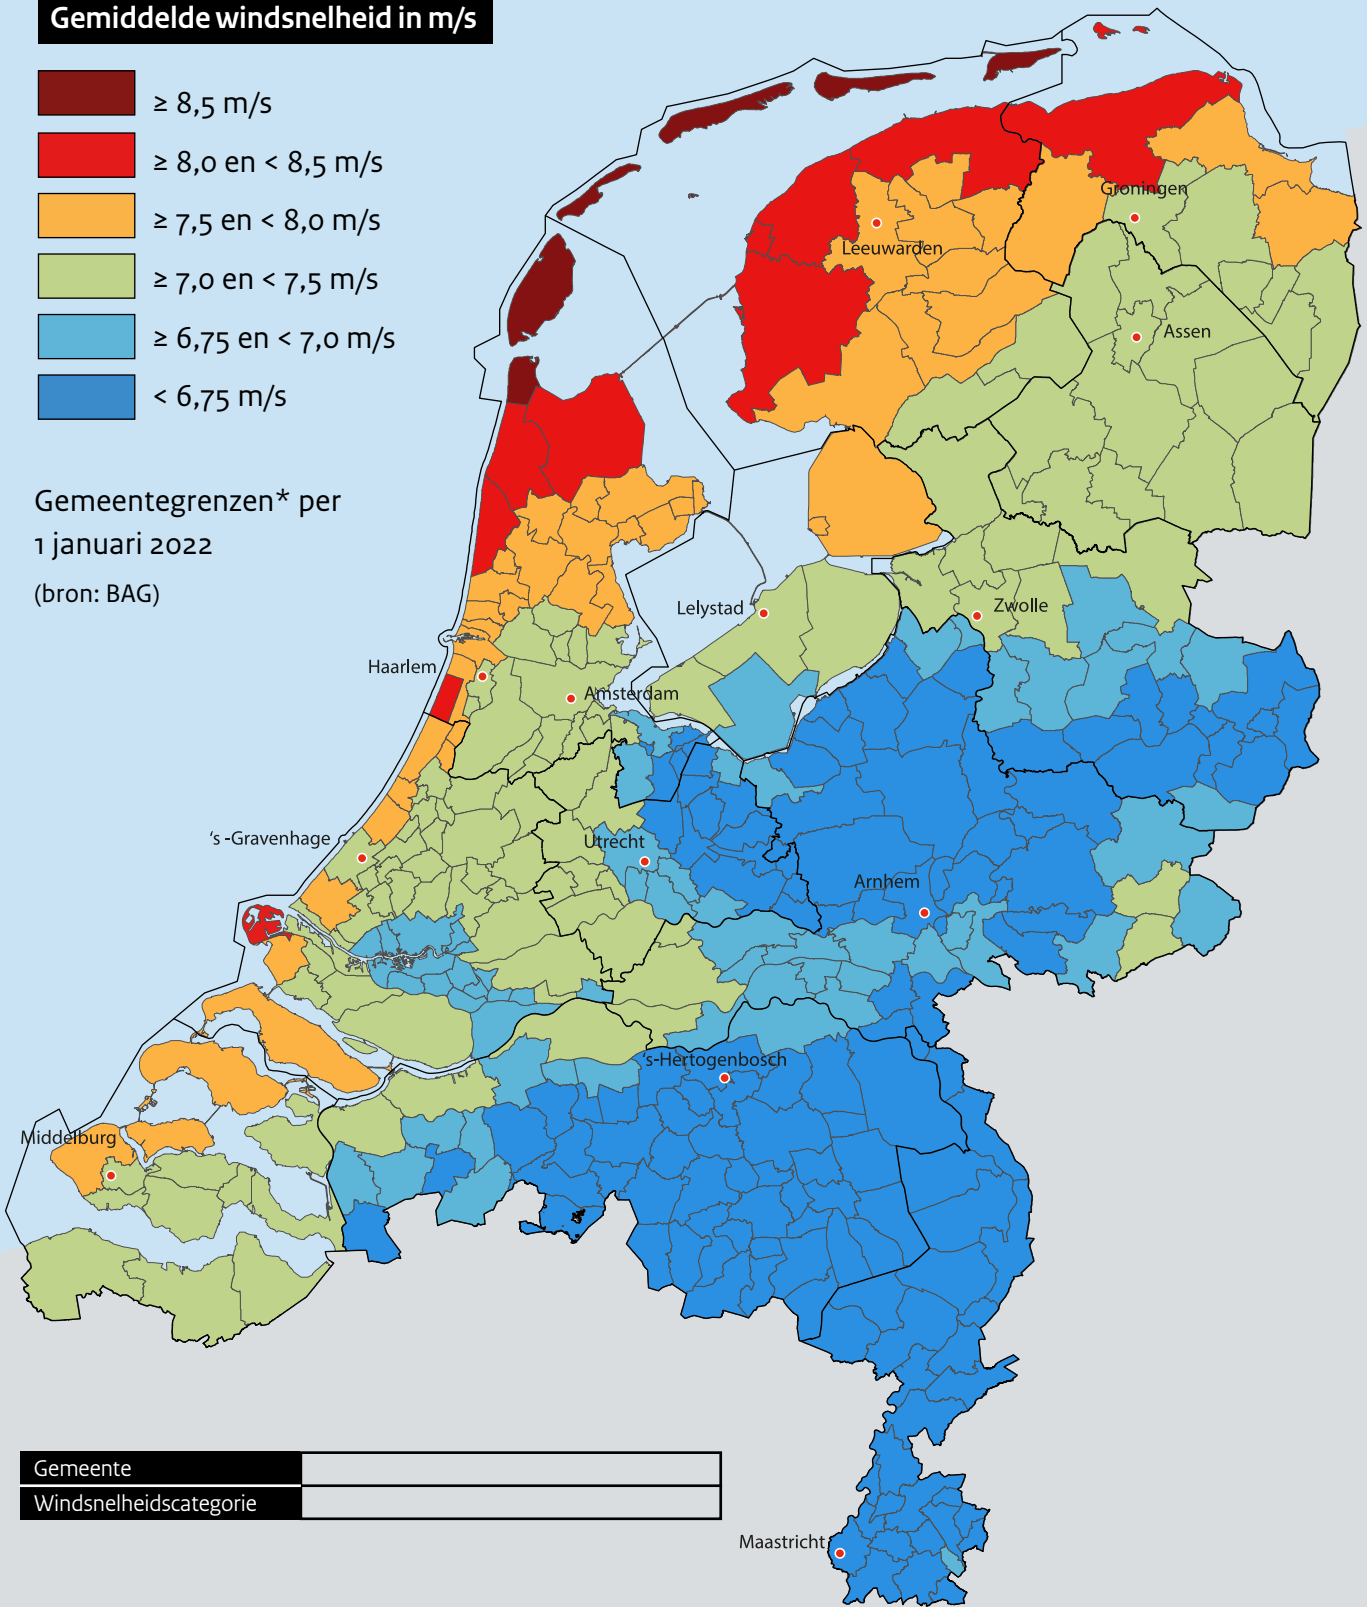 Gemiddelde windsnelheid in m/s
≥ 8,5 m/s
≥ 8,0 en < 8,5 m/s
≥ 7,5 en < 8,0 m/s
≥ 7,0 en < 7,5 m/s
≥ 6,75 en < 7,0 m/s
< 6,75 m/s
Gemeentegrenzen* per
1 januari 2022
(bron: BAG)
Groningen
Leeuwarden
Assen
Lelystad
Zwolle
Haarlem
Amsterdam
's -Gravenhage
Utrecht
Arnhem
's-Hertogenbosch
Middelburg
Maastricht
Gemeente
Windsnelheidscategorie